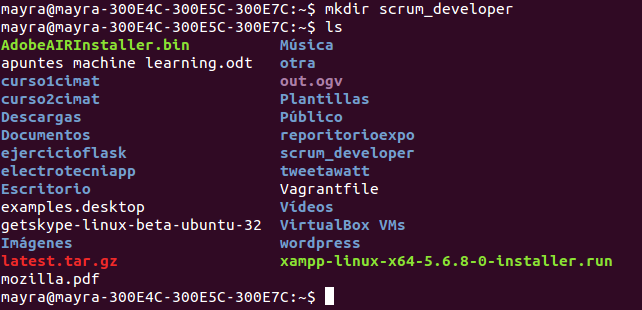 mayra@mayra-300E4C-300E5C-300E7C:~$ mkdir scrum_developer
mayra@mayra-300E4C-300E5C-300E7C:~$ ls
AdobeAIRInstaller.bin Música
apuntes machine learning.odt otra
curso1cimat out.ogv
curso2cimat Plantillas
Descargas Público
Documentos reporitorioexpo
ejercicioflask scrum_developer
electrotecniapp tweetawatt
Escritorio Vagrantfile
examples.desktop Vídeos
getskype-linux-beta-ubuntu-32 VirtualBox VMs
Imágenes wordpress
latest.tar.gz xampp-linux-x64-5.6.8-0-installer.run
mozilla.pdf
mayra@mayra-300E4C-300E5C-300E7C:~$